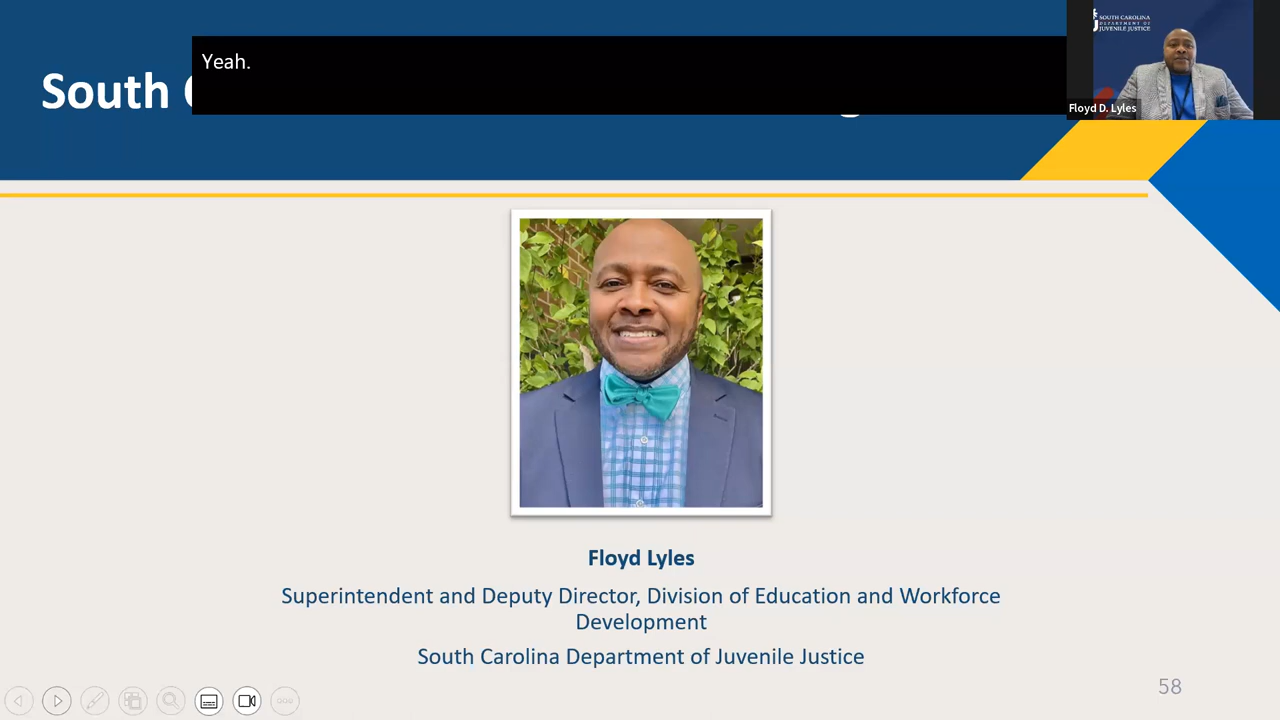 Yeah.
South
SOUTH CAROLINA
DEPARTMENT OF
JUVENILE JUSTICE
Floyd D. Lyles
Floyd Lyles
Superintendent and Deputy Director, Division of Education and Workforce
Development
South Carolina Department of Juvenile Justice
58